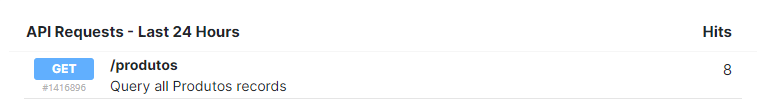 API Requests - Last 24 Hours Hits
GET /produtos 8
#1416896 Query all Produtos records